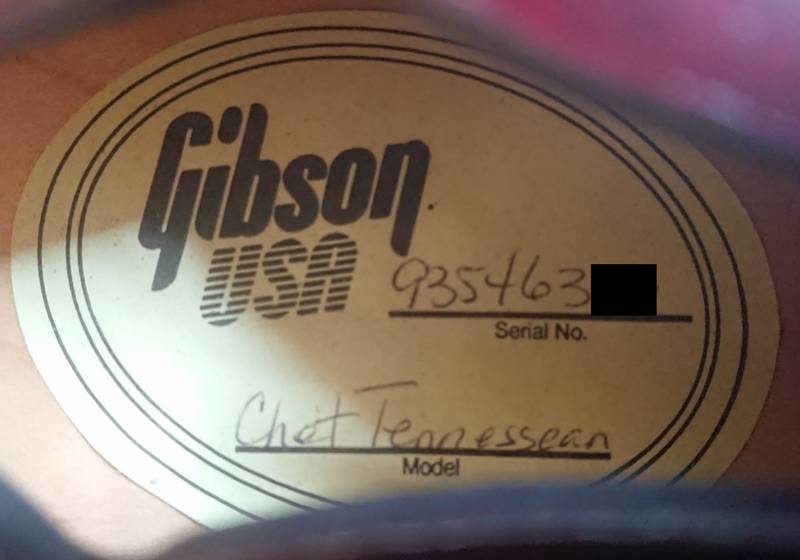 Gibson
USA
935463
Serial No.
Chet Tennessean
Model